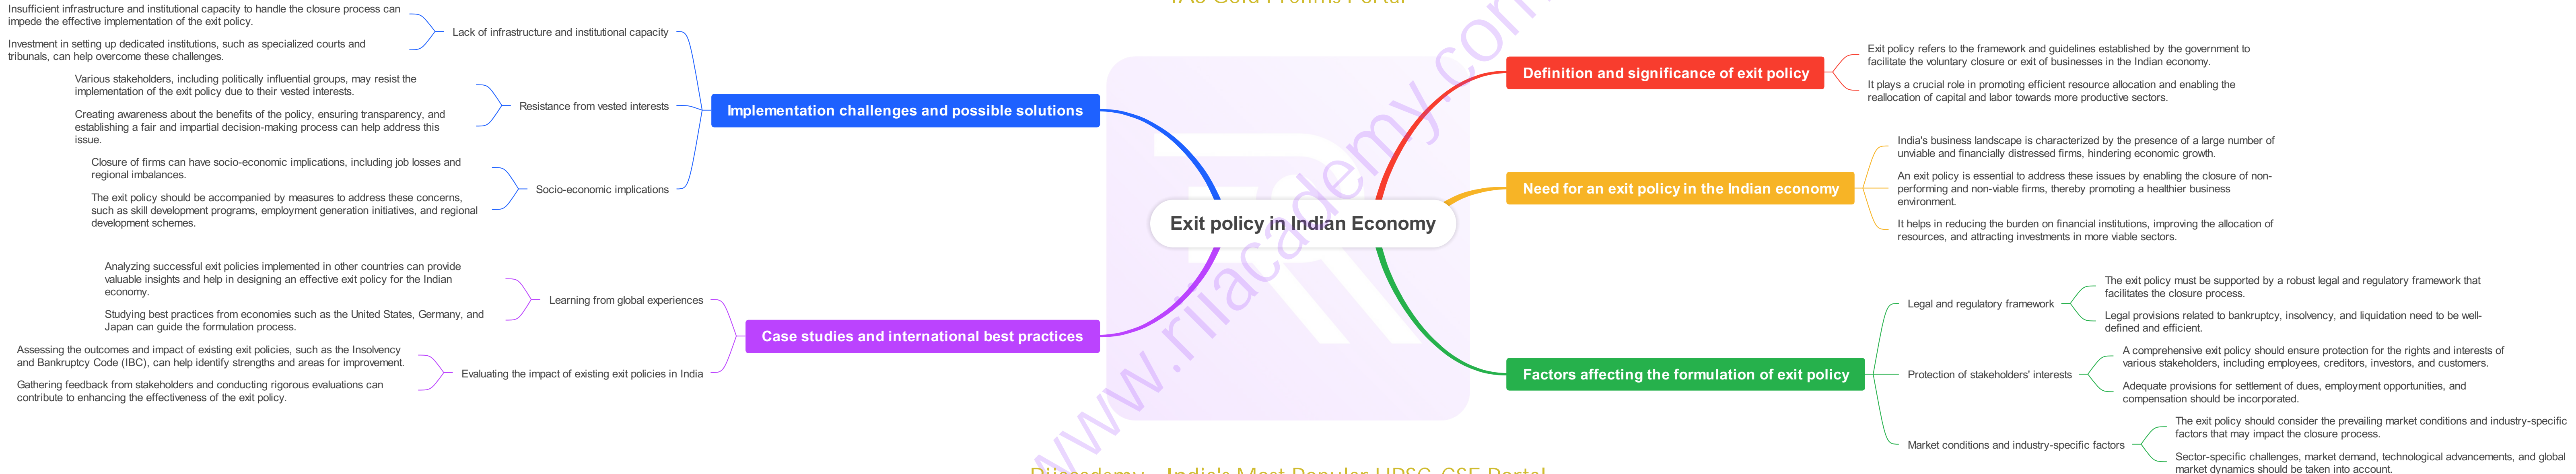 IAS Gold Prelims Portal
Exit policy in Indian Economy
Definition and significance of exit policy
Exit policy refers to the framework and guidelines established by the government to
facilitate the voluntary closure or exit of businesses in the Indian economy.
It plays a crucial role in promoting efficient resource allocation and enabling the
reallocation of capital and labor towards more productive sectors.
Need for an exit policy in the Indian economy
India's business landscape is characterized by the presence of a large number of
unviable and financially distressed firms, hindering economic growth.
An exit policy is essential to address these issues by enabling the closure of non-
performing and non-viable firms, thereby promoting a healthier business
environment.
It helps in reducing the burden on financial institutions, improving the allocation of
resources, and attracting investments in more viable sectors.
Factors affecting the formulation of exit policy
Legal and regulatory framework
The exit policy must be supported by a robust legal and regulatory framework that
facilitates the closure process.
Legal provisions related to bankruptcy, insolvency, and liquidation need to be well-
defined and efficient.
Protection of stakeholders' interests
A comprehensive exit policy should ensure protection for the rights and interests of
various stakeholders, including employees, creditors, investors, and customers.
Adequate provisions for settlement of dues, employment opportunities, and
compensation should be incorporated.
Market conditions and industry-specific factors
The exit policy should consider the prevailing market conditions and industry-specific
factors that may impact the closure process.
Sector-specific challenges, market demand, technological advancements, and global
market dynamics should be taken into account.
Implementation challenges and possible solutions
Lack of infrastructure and institutional capacity
Insufficient infrastructure and institutional capacity to handle the closure process can
impede the effective implementation of the exit policy.
Investment in setting up dedicated institutions, such as specialized courts and
tribunals, can help overcome these challenges.
Resistance from vested interests
Various stakeholders, including politically influential groups, may resist the
implementation of the exit policy due to their vested interests.
Creating awareness about the benefits of the policy, ensuring transparency, and
establishing a fair and impartial decision-making process can help address this
issue.
Socio-economic implications
Closure of firms can have socio-economic implications, including job losses and
regional imbalances.
The exit policy should be accompanied by measures to address these concerns,
such as skill development programs, employment generation initiatives, and regional
development schemes.
Case studies and international best practices
Learning from global experiences
Analyzing successful exit policies implemented in other countries can provide
valuable insights and help in designing an effective exit policy for the Indian
economy.
Studying best practices from economies such as the United States, Germany, and
Japan can guide the formulation process.
Evaluating the impact of existing exit policies in India
Assessing the outcomes and impact of existing exit policies, such as the Insolvency
and Bankruptcy Code (IBC), can help identify strengths and areas for improvement.
Gathering feedback from stakeholders and conducting rigorous evaluations can
contribute to enhancing the effectiveness of the exit policy.
www.rijiacademy.com
India's Most Popular UPSC-CSE Portal